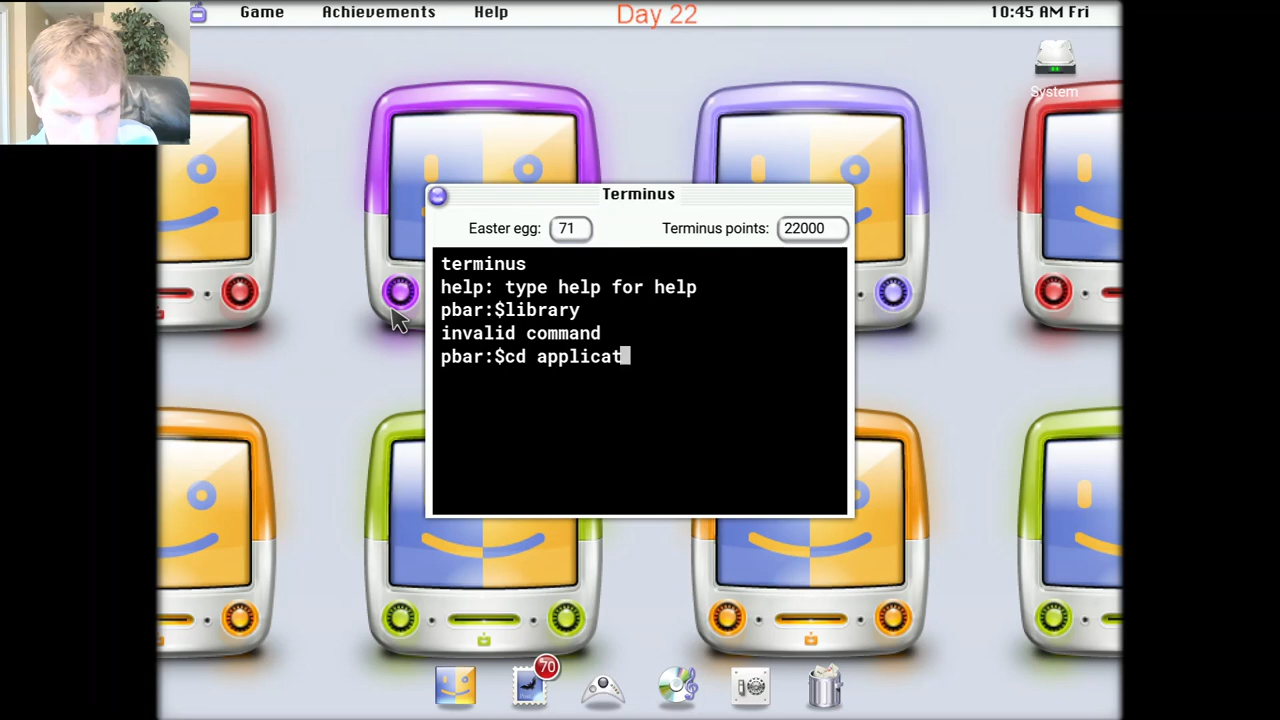 Game Achievements Help Day 22 10:45 AM Fri
System
Terminus
Easter egg: 71 Terminus points: 22000
terminus
help: type help for help
pbar:$library
invalid command
pbar:$cd applicat
70